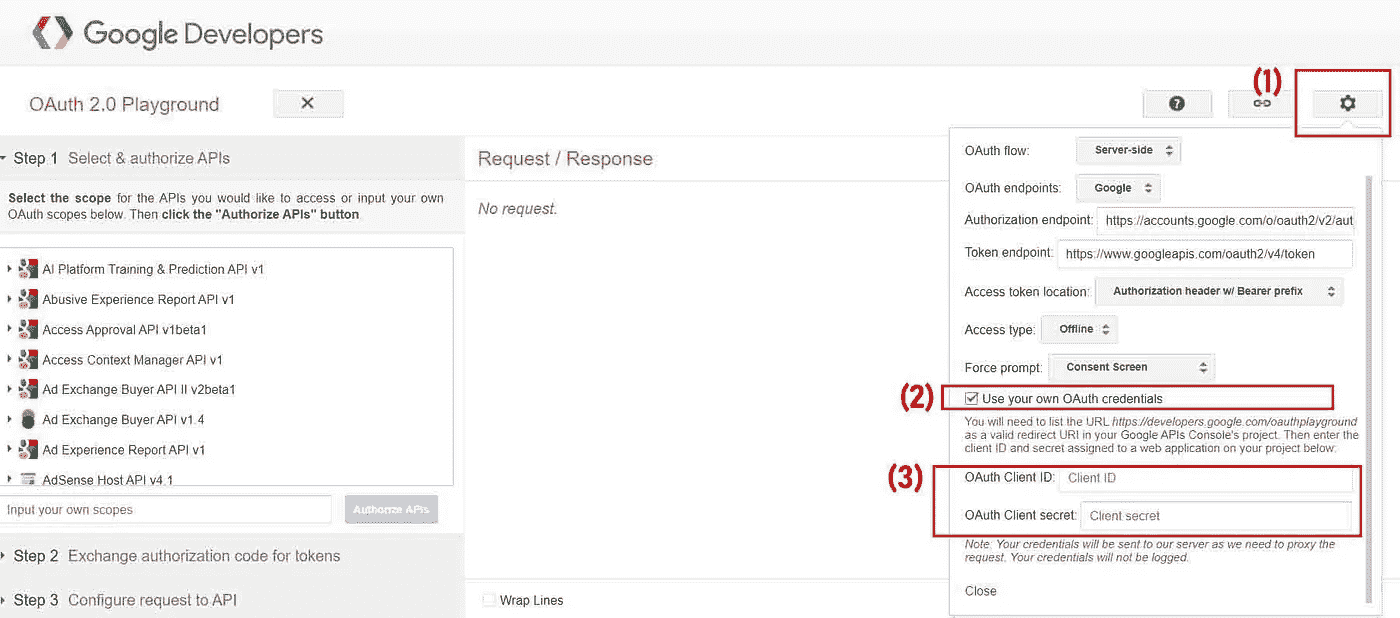 Google Developers
OAuth 2.0 Playground
(1)
Step 1 Select & authorize APIs
Select the scope for the APIs you would like to access or input your own
OAuth scopes below. Then click the "Authorize APIs" button.
AI Platform Training & Prediction API v1
Abusive Experience Report API v1
Access Approval API v1beta1
Access Context Manager API v1
Ad Exchange Buyer API II v2beta1
Ad Exchange Buyer API v1.4
Ad Experience Report API v1
AdSense Host API v4.1
Input your own scopes
Authorize APIs
Step 2 Exchange authorization code for tokens
Step 3 Configure request to API
Request / Response
No request.
Wrap Lines
OAuth flow: Server-side
OAuth endpoints: Google
Authorization endpoint: https://accounts.google.com/o/oauth2/v2/aut
Token endpoint: https://www.googleapis.com/oauth2/v4/token
Access token location: Authorization header w/ Bearer prefix
Access type: Offline
Force prompt: Consent Screen
(2) Use your own OAuth credentials
You will need to list the URL https://developers.google.com/oauthplayground
as a valid redirect URI in your Google APIs Console's project. Then enter the
client ID and secret assigned to a web application on your project below:
(3)
OAuth Client ID: Client ID
OAuth Client secret: Client secret
Note: Your credentials will be sent to our server as we need to proxy the
request. Your credentials will not be logged.
Close